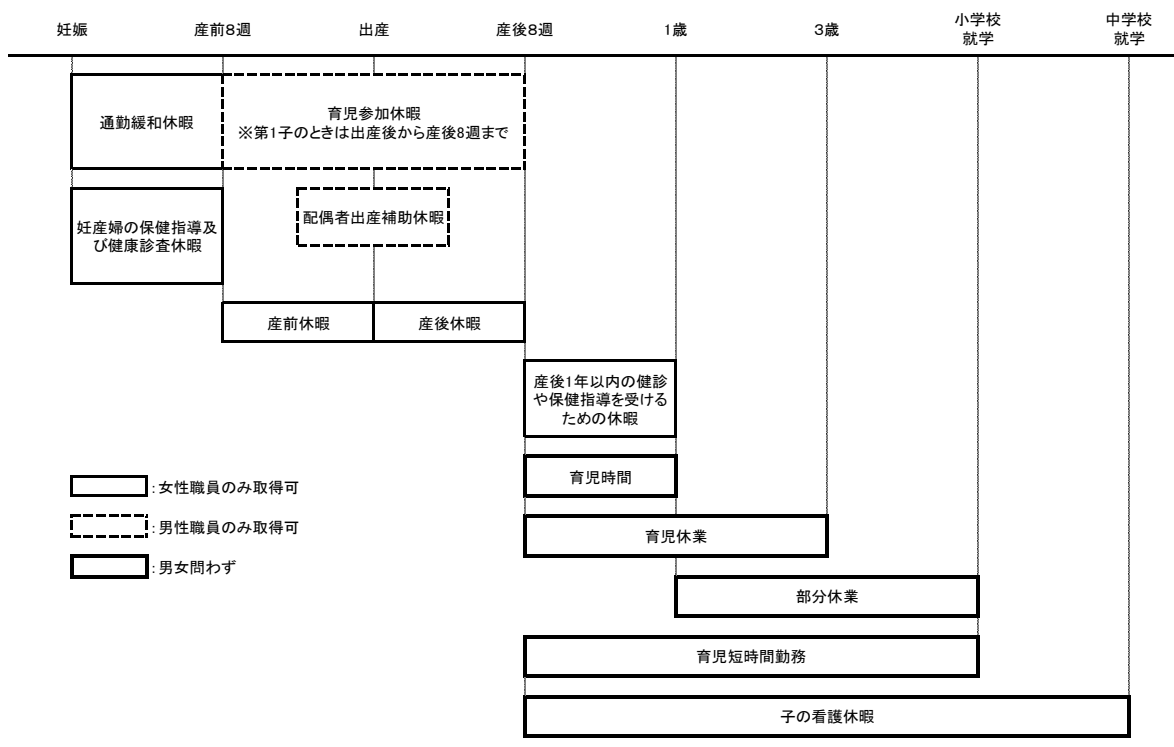 妊娠
産前8週
出産
産後8週
1歳
3歳
小学校
就学
中学校
就学
通勤緩和休暇
育児参加休暇
※第1子のときは出産後から産後8週まで
妊産婦の保健指導及
び健康診査休暇
配偶者出産補助休暇
産前休暇
産後休暇
産後1年以内の健診
や保健指導を受ける
ための休暇
育児時間
:女性職員のみ取得可
:男性職員のみ取得可
:男女問わず
育児休業
部分休業
育児短時間勤務
子の看護休暇